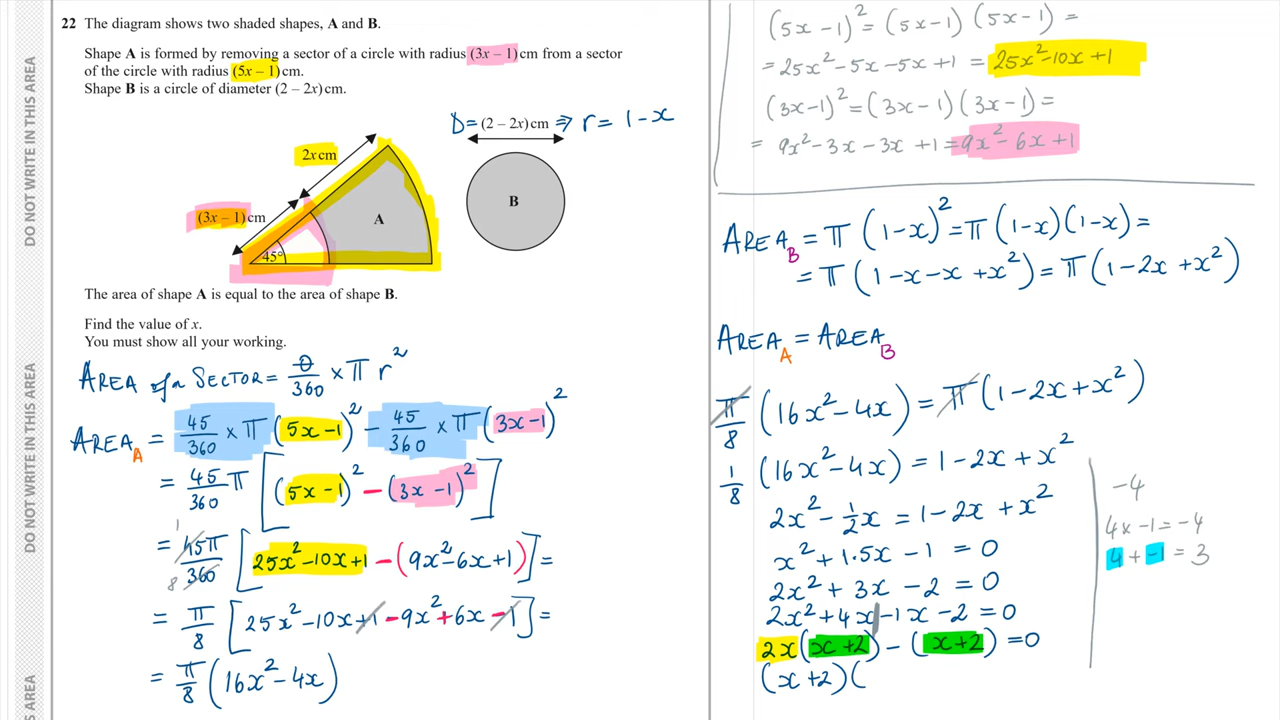 DO NOT WRITE IN THIS AREA
DO NOT WRITE IN THIS AREA
S AREA
22 The diagram shows two shaded shapes, A and B.
Shape A is formed by removing a sector of a circle with radius (3x – 1) cm from a sector
of the circle with radius (5x – 1) cm.
Shape B is a circle of diameter (2 – 2x) cm.
D= (2 – 2x) cm ⇒ r = 1-x
2x cm
(3x – 1) cm
45°
A
B
The area of shape A is equal to the area of shape B.
Find the value of x.
You must show all your working.
AREA of a SECTOR = θ/360 × π r²
AREA_A = 45/360 × π (5x-1)² - 45/360 × π (3x-1)²
= 45/360 π [(5x-1)² - (3x-1)²]
= 1 45π/8 360 [25x²-10x+1 -(9x²-6x+1)] =
= π/8 [25x²-10x+1-9x²+6x-1] =
= π/8 (16x²-4x)
(5x-1)² = (5x-1) (5x-1) =
= 25x²-5x-5x+1 = 25x²-10x+1
(3x-1)² = (3x-1) (3x-1) =
= 9x²-3x-3x+1 = 9x²-6x+1
AREA_B = π (1-x)² = π (1-x)(1-x) =
= π (1-x-x+x²) = π (1-2x+x²)
AREA_A = AREA_B
π/8 (16x²-4x) = π (1-2x+x²)
1/8 (16x²-4x) = 1-2x+x²
2x² - 1/2x = 1-2x+x²
x² + 1.5x - 1 = 0
2x² + 3x - 2 = 0
2x² + 4x -1x -2 = 0
2x(x+2) - (x+2) = 0
(x+2)(
-4
4 x -1 = -4
4 + -1 = 3